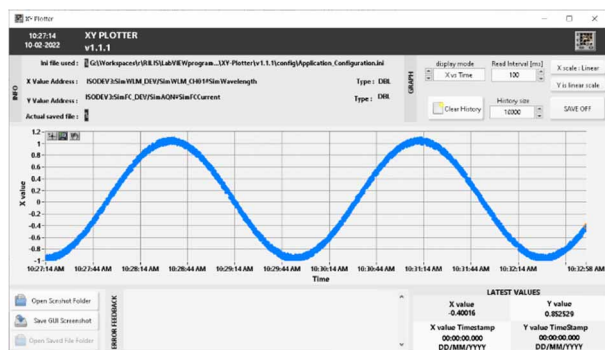 XY Plotter
10:27:14
10-02-2022
XY PLOTTER
v1.1.1
INFO
Ini file used : G:\Workspaces\r\RILIS\LabVIEWprogram...\XY-Plotter\v1.1.1\config\Application_Configuration.ini
X Value Address : ISODEV3:SimWLM_DEV/SimWLM_CH01#SimWavelength Type : DBL
Y Value Address : ISODEV3:SimFC_DEV/SimAQN#SimFCCurrent Type : DBL
Actual saved file :
GRAPH
display mode
X vs Time
Read Interval [ms]
100
X scale : Linear
Y is linear scale
Clear History
History size
10000
SAVE OFF
X value
1.2
1
0.8
0.6
0.4
0.2
0
-0.2
-0.4
-0.6
-0.8
-1
10:27:14 AM 10:27:44 AM 10:28:14 AM 10:28:44 AM 10:29:14 AM 10:29:44 AM 10:30:14 AM 10:30:44 AM 10:31:14 AM 10:31:44 AM 10:32:14 AM 10:32:58 AM
Time
Open Scrnshot Folder
Save GUI Screenshot
Open Saved File Folder
ERROR FEEDBACK
LATEST VALUES
X value Y value
-0.40016 0.852529
X value Timestamp Y value TimeStamp
00:00:00.000 00:00:00.000
DD/MM/YYYY DD/MM/YYYY